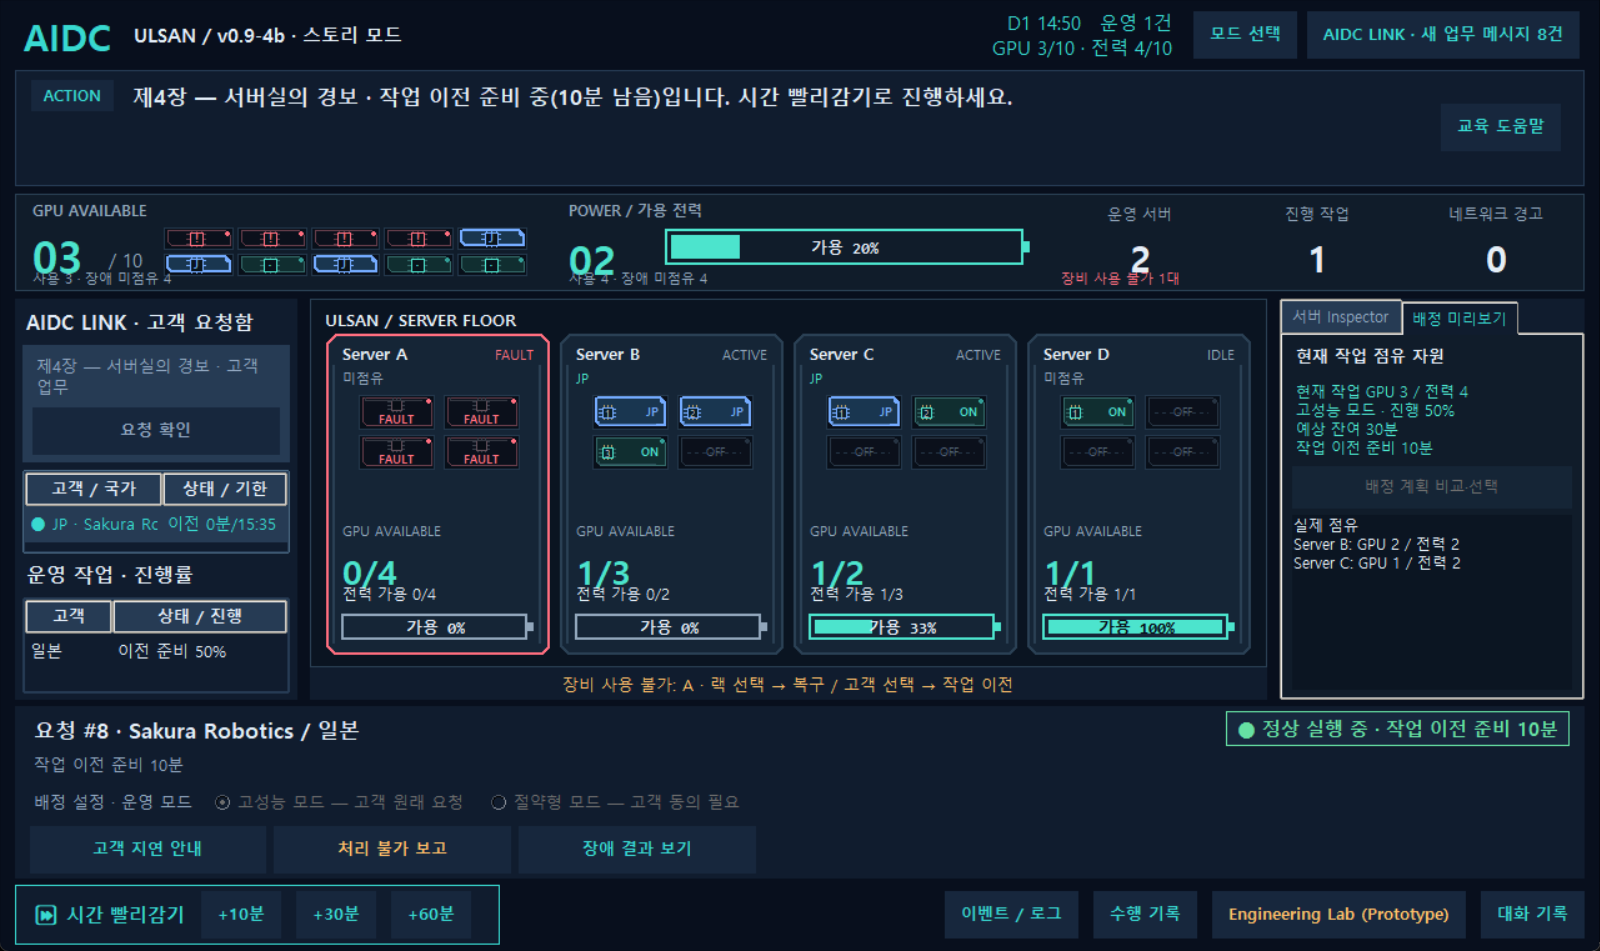 AIDC
ULSAN / v0.9-4b · 스토리 모드
D1 14:50 운영 1건
GPU 3/10 · 전력 4/10
모드 선택
AIDC LINK · 새 업무 메시지 8건
ACTION
제4장 — 서버실의 경보 · 작업 이전 준비 중(10분 남음)입니다. 시간 빨리감기로 진행하세요.
교육 도움말
GPU AVAILABLE
03 / 10
사용 3 · 장애 미점유 4
POWER / 가용 전력
02
사용 4 · 장애 미점유 4
가용 20%
운영 서버
2
장비 사용 불가 1대
진행 작업
1
네트워크 경고
0
AIDC LINK · 고객 요청함
제4장 — 서버실의 경보 · 고객
업무
요청 확인
고객 / 국가
상태 / 기한
JP · Sakura Rc 이전 0분/15:35
운영 작업 · 진행률
고객
상태 / 진행
일본 이전 준비 50%
ULSAN / SERVER FLOOR
Server A FAULT
미점유
FAULT FAULT
FAULT FAULT
GPU AVAILABLE
0/4
전력 가용 0/4
가용 0%
Server B ACTIVE
JP
1 JP 2 JP
ON OFF
GPU AVAILABLE
1/3
전력 가용 0/2
가용 0%
Server C ACTIVE
JP
1 JP 2 ON
OFF OFF
GPU AVAILABLE
1/2
전력 가용 1/3
가용 33%
Server D IDLE
미점유
1 ON OFF
OFF OFF
GPU AVAILABLE
1/1
전력 가용 1/1
가용 100%
장비 사용 불가: A · 랙 선택 → 복구 / 고객 선택 → 작업 이전
서버 Inspector
배정 미리보기
현재 작업 점유 자원
현재 작업 GPU 3 / 전력 4
고성능 모드 · 진행 50%
예상 잔여 30분
작업 이전 준비 10분
배정 계획 비교·선택
실제 점유
Server B: GPU 2 / 전력 2
Server C: GPU 1 / 전력 2
요청 #8 · Sakura Robotics / 일본
정상 실행 중 · 작업 이전 준비 10분
작업 이전 준비 10분
배정 설정 · 운영 모드
고성능 모드 — 고객 원래 요청
절약형 모드 — 고객 동의 필요
고객 지연 안내
처리 불가 보고
장애 결과 보기
시간 빨리감기
+10분
+30분
+60분
이벤트 / 로그
수행 기록
Engineering Lab (Prototype)
대화 기록